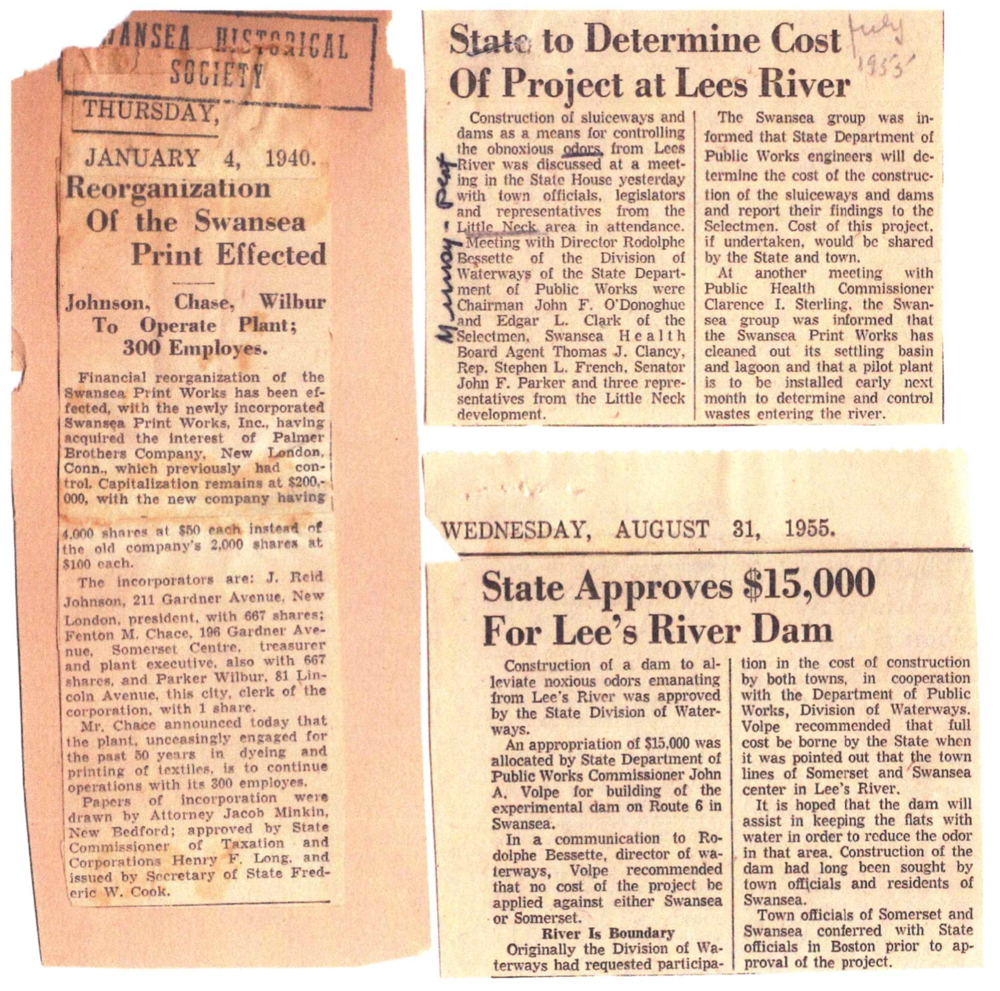 SWANSEA HISTORICAL
SOCIETY
THURSDAY,
JANUARY 4, 1940.
Reorganization
Of the Swansea
Print Effected
Johnson, Chase, Wilbur
To Operate Plant;
300 Employes.
Financial reorganization of the
Swansea Print Works has been ef-
fected, with the newly incorporated
Swansea Print Works, Inc., having
acquired the interest of Palmer
Brothers Company, New London,
Conn., which previously had con-
trol. Capitalization remains at $200,-
000, with the new company having
4,000 shares at $50 each instead of
the old company's 2,000 shares at
$100 each.
The incorporators are: J. Reid
Johnson, 211 Gardner Avenue, New
London, president, with 667 shares;
Fenton M. Chace, 196 Gardner Ave-
nue, Somerset Centre, treasurer
and plant executive, also with 667
shares, and Parker Wilbur, 81 Lin-
coln Avenue, this city, clerk of the
corporation, with 1 share.
Mr. Chace announced today that
the plant, unceasingly engaged for
the past 50 years in dyeing and
printing of textiles, is to continue
operations with its 300 employes.
Papers of incorporation were
drawn by Attorney Jacob Minkin,
New Bedford; approved by State
Commissioner of Taxation and
Corporations Henry F. Long, and
issued by Secretary of State Fred-
eric W. Cook.
State to Determine Cost
Of Project at Lees River
July
1955
Construction of sluiceways and
dams as a means for controlling
the obnoxious odors from Lees
River was discussed at a meet-
ing in the State House yesterday
with town officials, legislators
and representatives from the
Little Neck area in attendance.
Meeting with Director Rodolphe
Bessette of the Division of
Waterways of the State Depart-
ment of Public Works were
Chairman John F. O'Donoghue
and Edgar L. Clark of the
Selectmen, Swansea Health
Board Agent Thomas J. Clancy,
Rep. Stephen L. French, Senator
John F. Parker and three repre-
sentatives from the Little Neck
development.
The Swansea group was in-
formed that State Department of
Public Works engineers will de-
termine the cost of the construc-
tion of the sluiceways and dams
and report their findings to the
Selectmen. Cost of this project,
if undertaken, would be shared
by the State and town.
At another meeting with
Public Health Commissioner
Clarence I. Sterling, the Swan-
sea group was informed that
the Swansea Print Works has
cleaned out its settling basin
and lagoon and that a pilot plant
is to be installed early next
month to determine and control
wastes entering the river.
WEDNESDAY, AUGUST 31, 1955.
State Approves $15,000
For Lee's River Dam
Construction of a dam to al-
leviate noxious odors emanating
from Lee's River was approved
by the State Division of Water-
ways.
An appropriation of $15,000 was
allocated by State Department of
Public Works Commissioner John
A. Volpe for building of the
experimental dam on Route 6 in
Swansea.
In a communication to Ro-
dolphe Bessette, director of wa-
terways, Volpe recommended
that no cost of the project be
applied against either Swansea
or Somerset.
River Is Boundary
Originally the Division of Wa-
terways had requested participa-
tion in the cost of construction
by both towns, in cooperation
with the Department of Public
Works, Division of Waterways.
Volpe recommended that full
cost be borne by the State when
it was pointed out that the town
lines of Somerset and Swansea
center in Lee's River.
It is hoped that the dam will
assist in keeping the flats with
water in order to reduce the odor
in that area. Construction of the
dam had long been sought by
town officials and residents of
Swansea.
Town officials of Somerset and
Swansea conferred with State
officials in Boston prior to ap-
proval of the project.